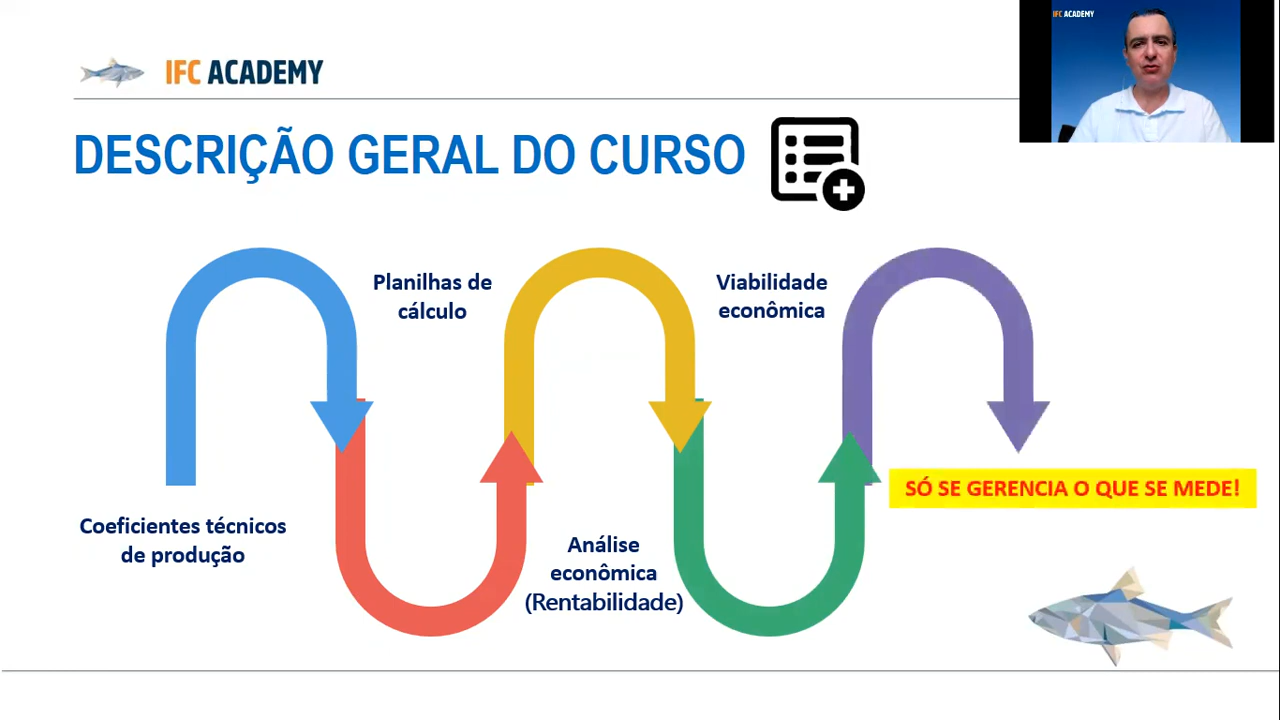 IFC ACADEMY
IFC ACADEMY
DESCRIÇÃO GERAL DO CURSO
Planilhas de
cálculo
Viabilidade
econômica
Coeficientes técnicos
de produção
Análise
econômica
(Rentabilidade)
SÓ SE GERENCIA O QUE SE MEDE!